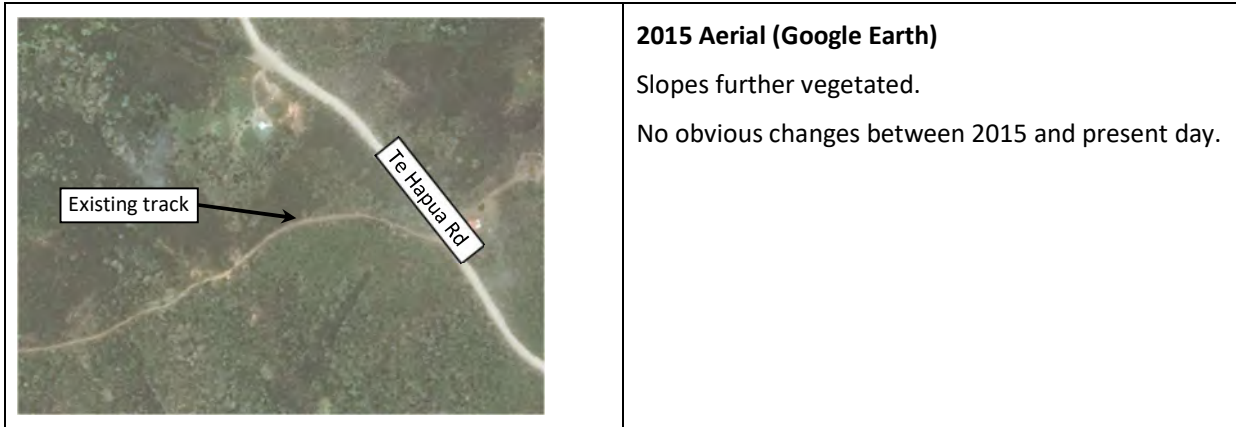 Existing track
Te Hapua Rd
2015 Aerial (Google Earth)
Slopes further vegetated.
No obvious changes between 2015 and present day.